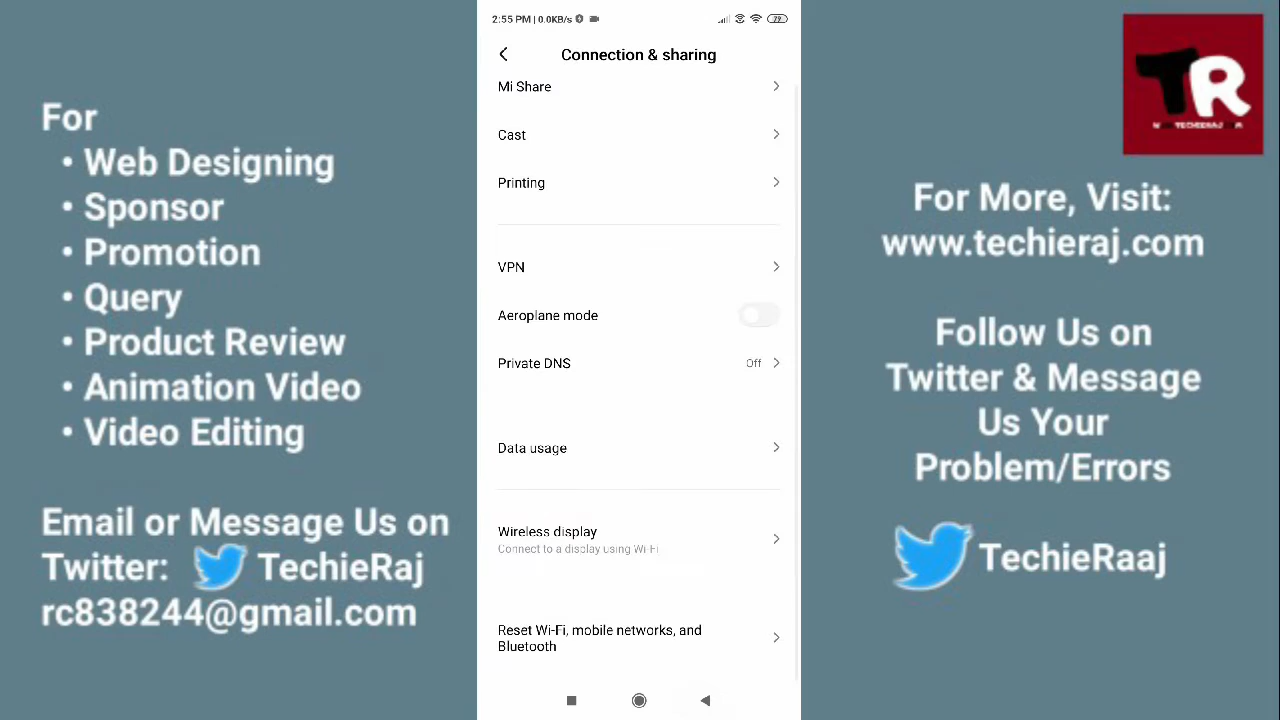 For
• Web Designing
• Sponsor
• Promotion
• Query
• Product Review
• Animation Video
• Video Editing
Email or Message Us on
Twitter: TechieRaj
rc838244@gmail.com
2:55 PM | 0.0KB/s
79
Connection & sharing
Mi Share
Cast
Printing
VPN
Aeroplane mode
Private DNS Off
Data usage
Wireless display
Connect to a display using Wi-Fi
Reset Wi-Fi, mobile networks, and
Bluetooth
TR
For More, Visit:
www.techieraj.com
Follow Us on
Twitter & Message
Us Your
Problem/Errors
TechieRaaj